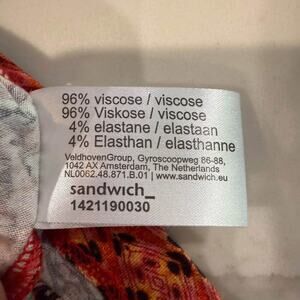 96% viscose / viscose
96% Viskose / viscose
4% elastane / elastaan
4% Elasthan / elasthanne
VeldhovenGroup, Gyroscoopweg 86-88,
1042 AX Amsterdam, The Netherlands
NL0062.48.871.B.01 | www.sandwich.eu
sandwich_
1421190030